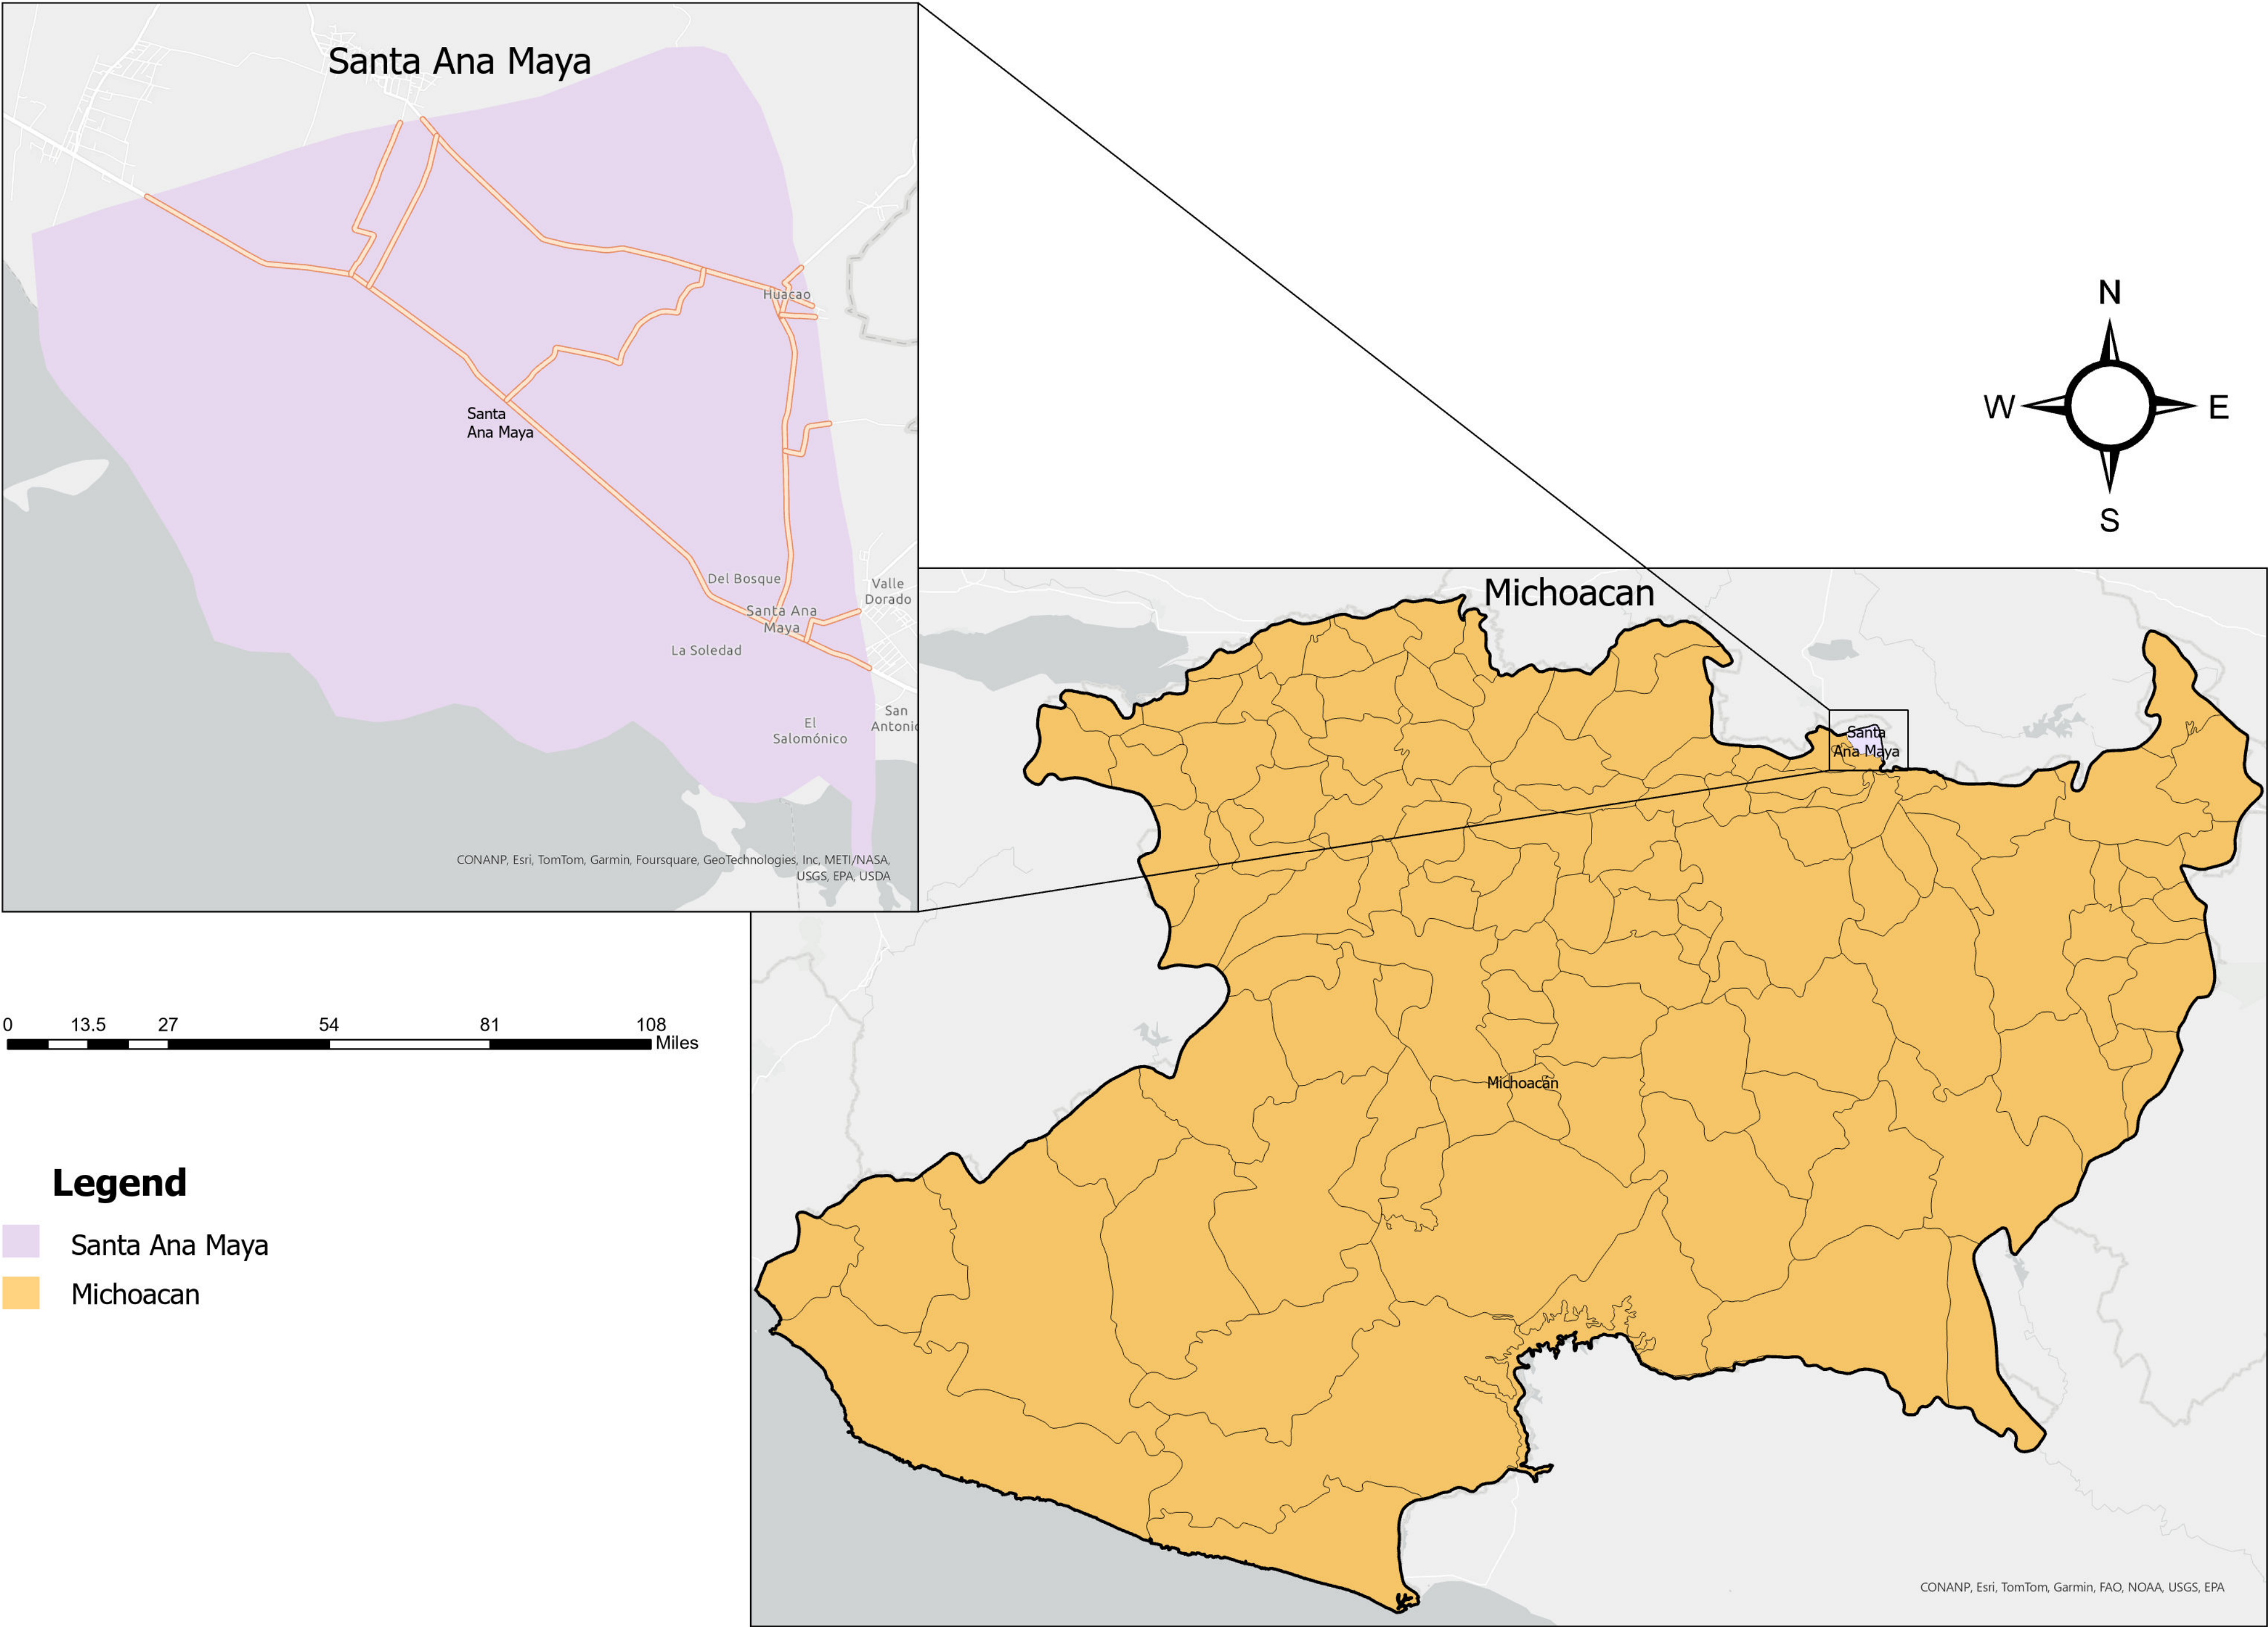 Santa Ana Maya
Huacao
Santa
Ana Maya
Del Bosque
Valle
Dorado
Santa Ana
Maya
La Soledad
El
Salomónico
San
Antonio
CONANP, Esri, TomTom, Garmin, Foursquare, GeoTechnologies, Inc, METI/NASA,
USGS, EPA, USDA
N
W
E
S
Michoacan
Santa
Ana Maya
Michoacan
CONANP, Esri, TomTom, Garmin, FAO, NOAA, USGS, EPA
0 13.5 27 54 81 108
Miles
Legend
Santa Ana Maya
Michoacan